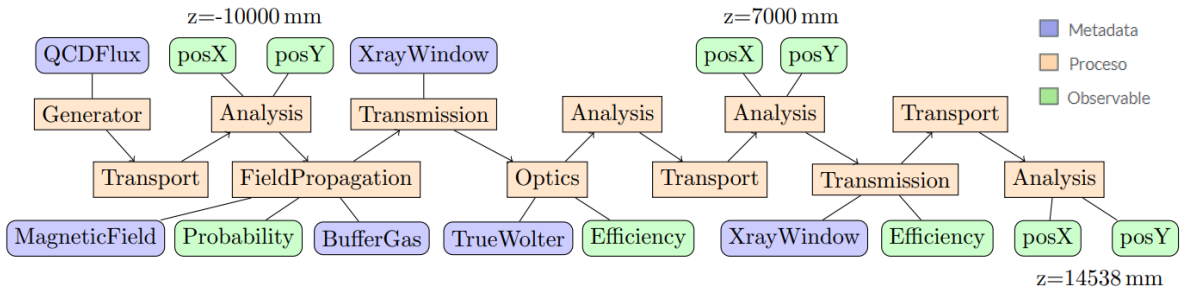 z=-10000 mm
z=7000 mm
QCDFlux
posX
posY
XrayWindow
posX
posY
Metadata
Proceso
Observable
Generator
Analysis
Transmission
Analysis
Analysis
Transport
Transport
FieldPropagation
Optics
Transport
Transmission
Analysis
MagneticField
Probability
BufferGas
TrueWolter
Efficiency
XrayWindow
Efficiency
posX
posY
z=14538 mm